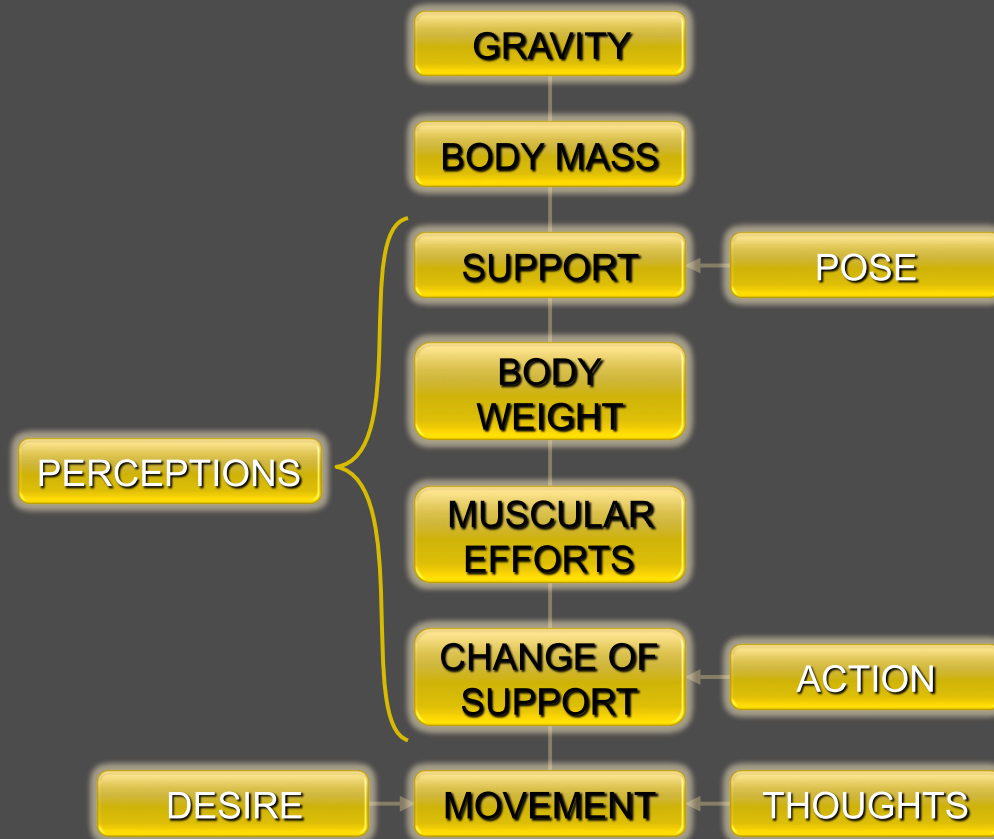 GRAVITY
BODY MASS
SUPPORT
POSE
BODY
WEIGHT
PERCEPTIONS
MUSCULAR
EFFORTS
CHANGE OF
SUPPORT
ACTION
DESIRE
MOVEMENT
THOUGHTS